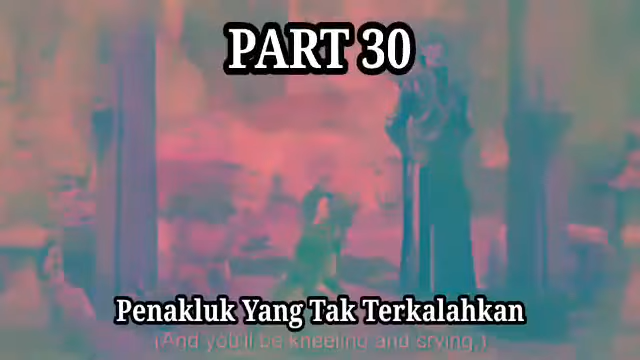 PART 30
Penakluk Yang Tak Terkalahkan
(And you'll be kneeling and crying,)